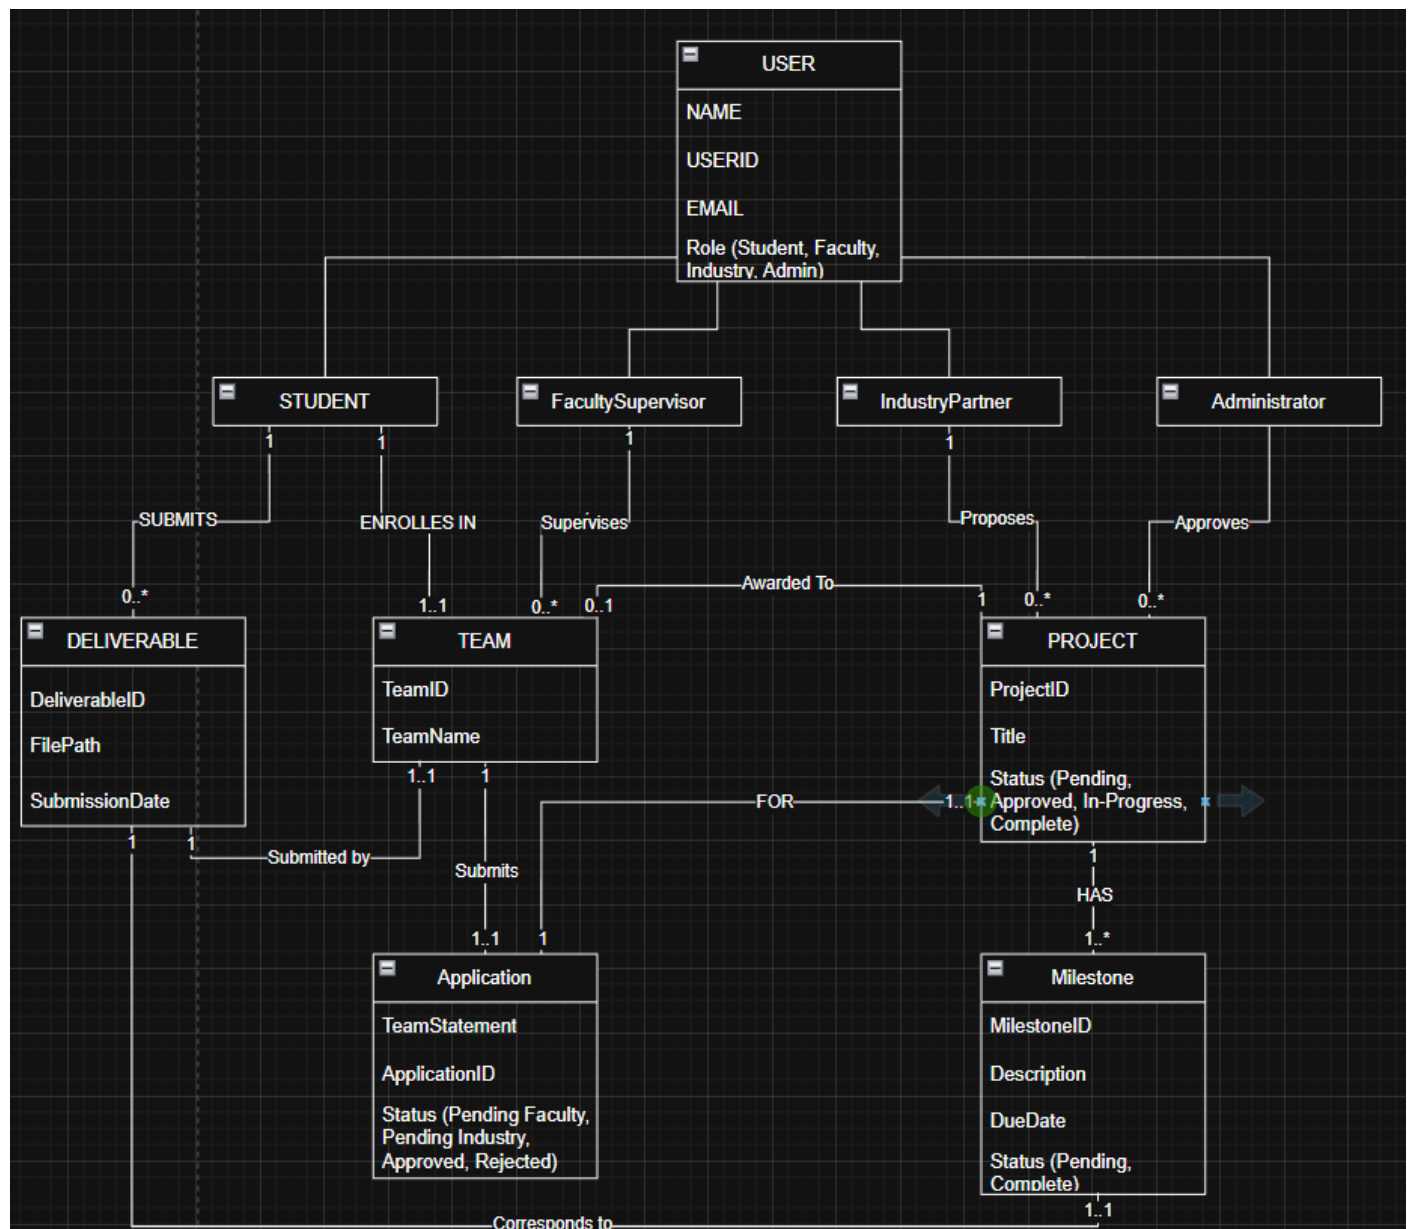 USER
NAME
USERID
EMAIL
Role (Student, Faculty,
Industry, Admin)
STUDENT
FacultySupervisor
IndustryPartner
Administrator
1
1
1
1
SUBMITS
ENROLLES IN
Supervises
Proposes
Approves
Awarded To
0..*
1..1
0..*
0..1
1
0..*
0..*
DELIVERABLE
DeliverableID
FilePath
SubmissionDate
TEAM
TeamID
TeamName
PROJECT
ProjectID
Title
Status (Pending,
Approved, In-Progress,
Complete)
1..1
1
FOR
1..1
1
1
Submitted by
Submits
1
HAS
1..1
1
1..*
Application
TeamStatement
ApplicationID
Status (Pending Faculty,
Pending Industry,
Approved, Rejected)
Milestone
MilestoneID
Description
DueDate
Status (Pending,
Complete)
1..1
Corresponds to